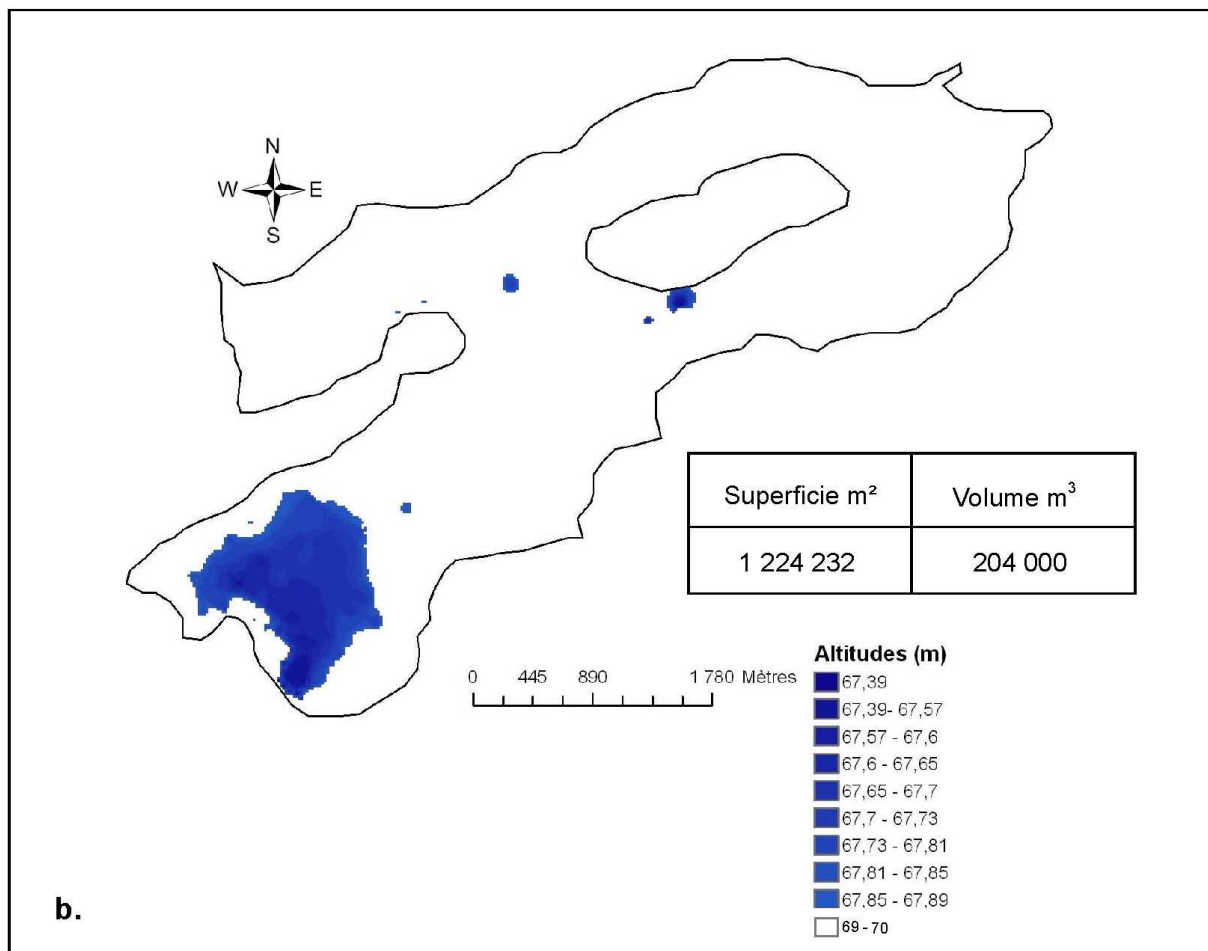 N
W E
S
Superficie m² Volume m³
1 224 232 204 000
0 445 890 1 780 Mètres
Altitudes (m)
67,39
67,39- 67,57
67,57 - 67,6
67,6 - 67,65
67,65 - 67,7
67,7 - 67,73
67,73 - 67,81
67,81 - 67,85
67,85 - 67,89
69 - 70
b.